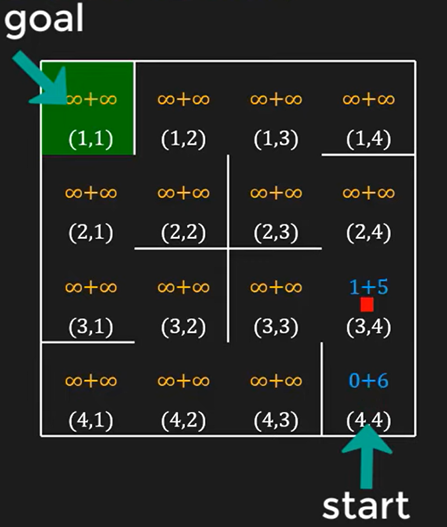 goal
∞+∞ ∞+∞ ∞+∞ ∞+∞
(1,1) (1,2) (1,3) (1,4)
∞+∞ ∞+∞ ∞+∞ ∞+∞
(2,1) (2,2) (2,3) (2,4)
∞+∞ ∞+∞ ∞+∞ 1+5
(3,1) (3,2) (3,3) (3,4)
∞+∞ ∞+∞ ∞+∞ 0+6
(4,1) (4,2) (4,3) (4,4)
start